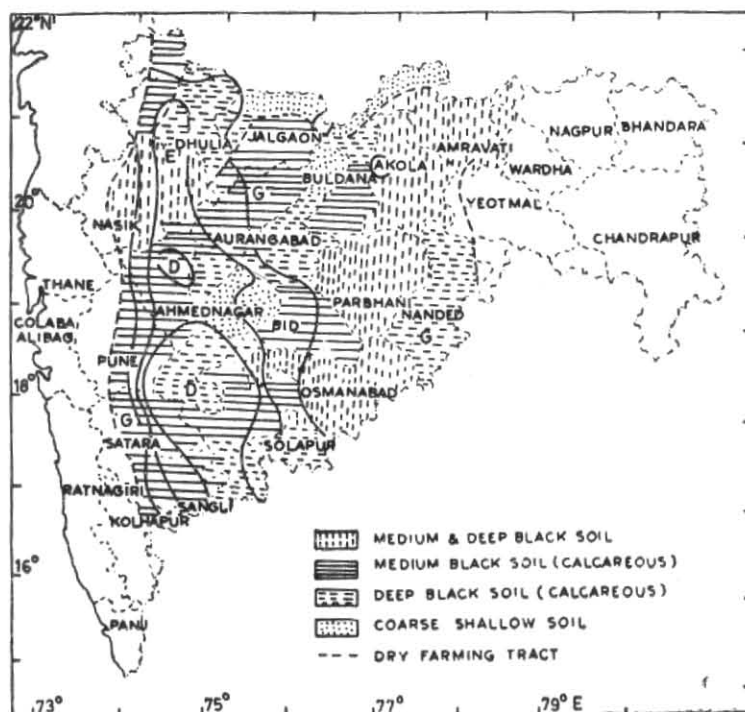 22°N
DHULIA
E
JALGAON
AMRAVATI
NAGPUR
BHANDARA
AKOLA
WARDHA
BULDANA
G
20°
YEOTMAL
NASIK
AURANGABAD
CHANDRAPUR
D
THANE
PARBHANI
AHMEDNAGAR
NANDED
COLABA
ALIBAG
BID
G
PUNE
D
18°
OSMANABAD
G
SATARA
SOLAPUR
RATNAGIRI
SANGLI
KOLHAPUR
MEDIUM & DEEP BLACK SOIL
MEDIUM BLACK SOIL (CALCAREOUS)
16°
DEEP BLACK SOIL (CALCAREOUS)
COARSE SHALLOW SOIL
PANJ
DRY FARMING TRACT
73°
75°
77°
79° E